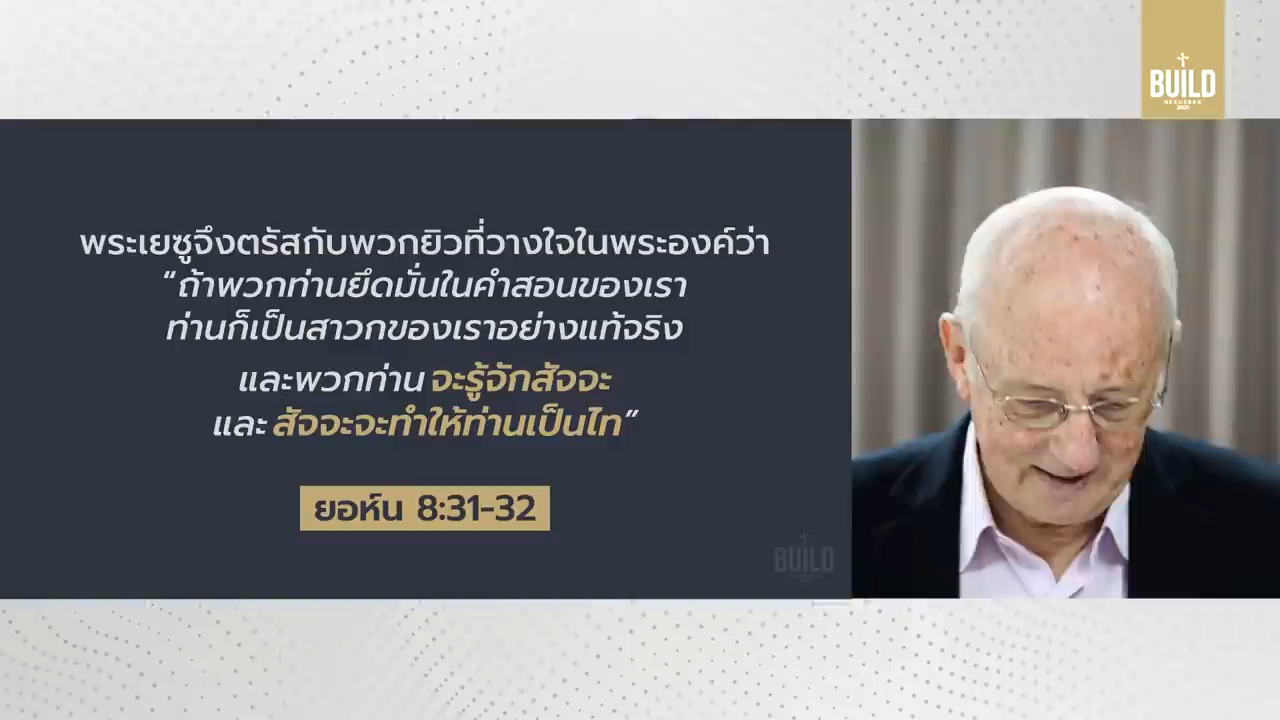 BUILD
NEXUSBKK
2021
พระเยซูจึงตรัสกับพวกยิวที่วางใจในพระองค์ว่า
“ถ้าพวกท่านยึดมั่นในคำสอนของเรา
ท่านก็เป็นสาวกของเราอย่างแท้จริง
และพวกท่าน จะรู้จักสัจจะ
และ สัจจะจะทำให้ท่านเป็นไท”
ยอห์น 8:31-32
BUILD